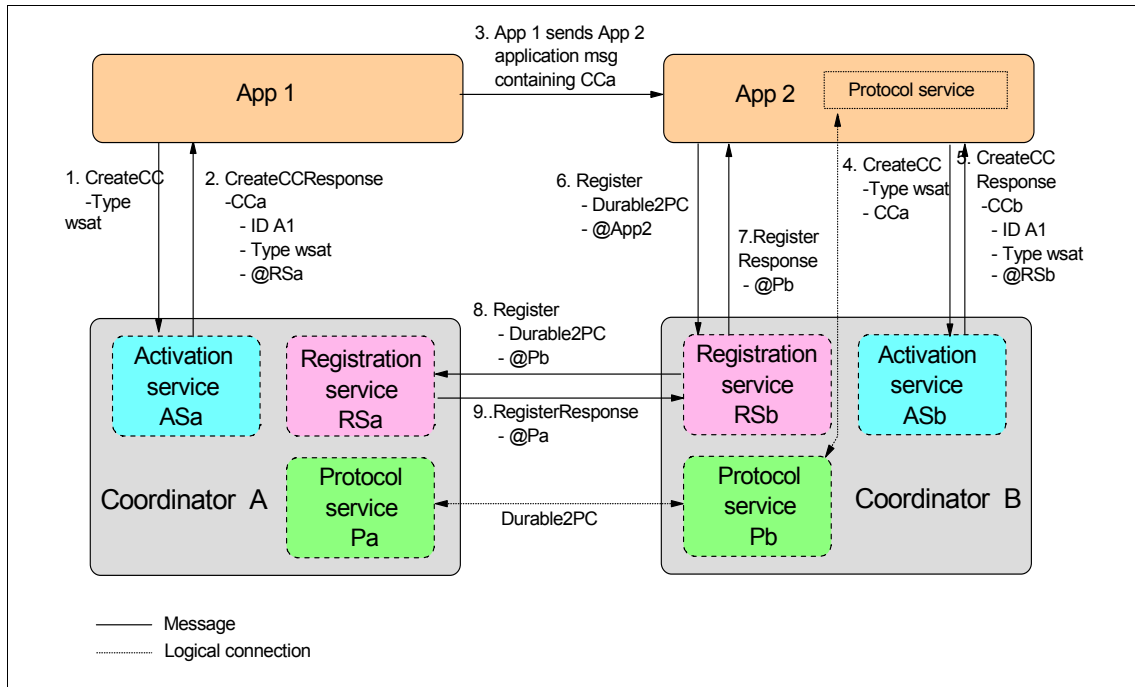 3. App 1 sends App 2
application msg
containing CCa
App 1
App 2
Protocol service
1. CreateCC
-Type
wsat
2. CreateCCResponse
-CCa
- ID A1
- Type wsat
- @RSa
6. Register
- Durable2PC
- @App2
7.Register
Response
- @Pb
4. CreateCC
- Type wsat
- CCa
5. CreateCC
Response
-CCb
- ID A1
- Type wsat
- @RSb
8. Register
- Durable2PC
- @Pb
9..RegisterResponse
- @Pa
Activation
service
ASa
Registration
service
RSa
Registration
service
RSb
Activation
service
ASb
Coordinator A
Protocol
service
Pa
Durable2PC
Protocol
service
Pb
Coordinator B
Message
Logical connection